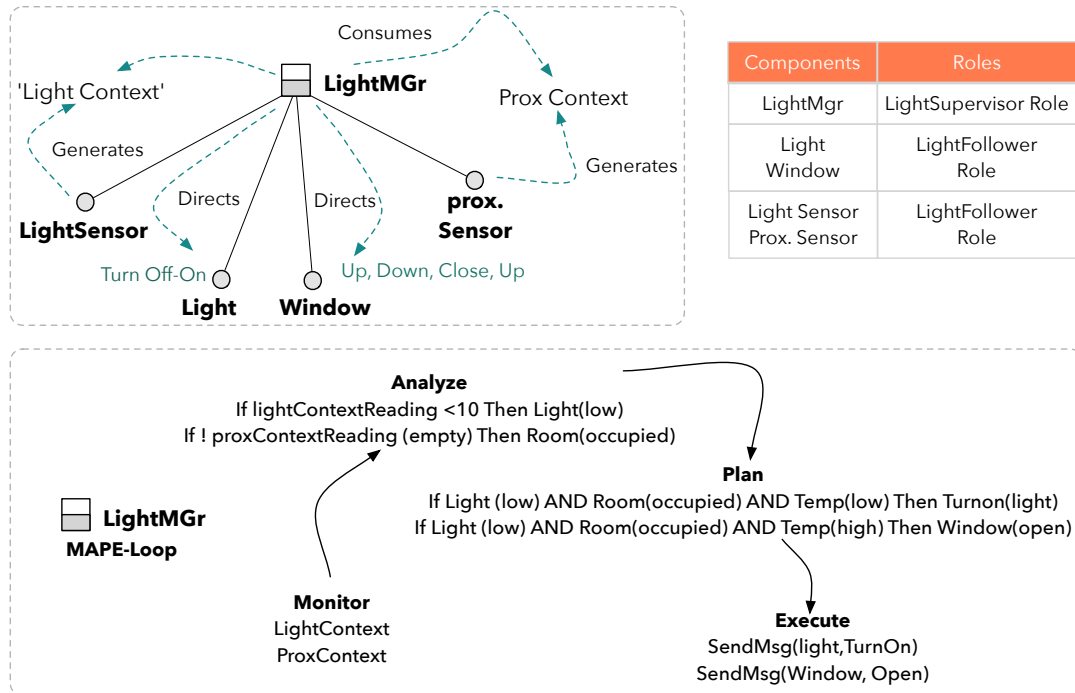 Consumes
LightMGr
'Light Context'
Prox Context
Generates
Generates
Directs
Directs
LightSensor
prox.
Sensor
Turn Off-On
Up, Down, Close, Up
Light
Window
Components Roles
LightMgr LightSupervisor Role
Light
Window
LightFollower
Role
Light Sensor
Prox. Sensor
LightFollower
Role
Analyze
If lightContextReading <10 Then Light(low)
If ! proxContextReading (empty) Then Room(occupied)
Plan
If Light (low) AND Room(occupied) AND Temp(low) Then Turnon(light)
If Light (low) AND Room(occupied) AND Temp(high) Then Window(open)
LightMGr
MAPE-Loop
Monitor
LightContext
ProxContext
Execute
SendMsg(light,TurnOn)
SendMsg(Window, Open)